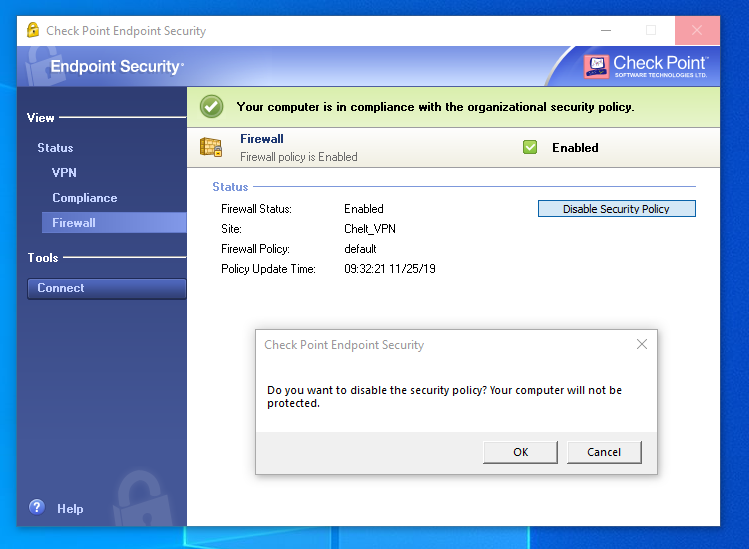 Check Point Endpoint Security
Endpoint Security
Check Point™
SOFTWARE TECHNOLOGIES LTD.
View
Status
VPN
Compliance
Firewall
Tools
Connect
? Help
Your computer is in compliance with the organizational security policy.
Firewall
Firewall policy is Enabled
Enabled
Status
Firewall Status: Enabled
Disable Security Policy
Site: Chelt_VPN
Firewall Policy: default
Policy Update Time: 09:32:21 11/25/19
Check Point Endpoint Security
Do you want to disable the security policy? Your computer will not be
protected.
OK Cancel